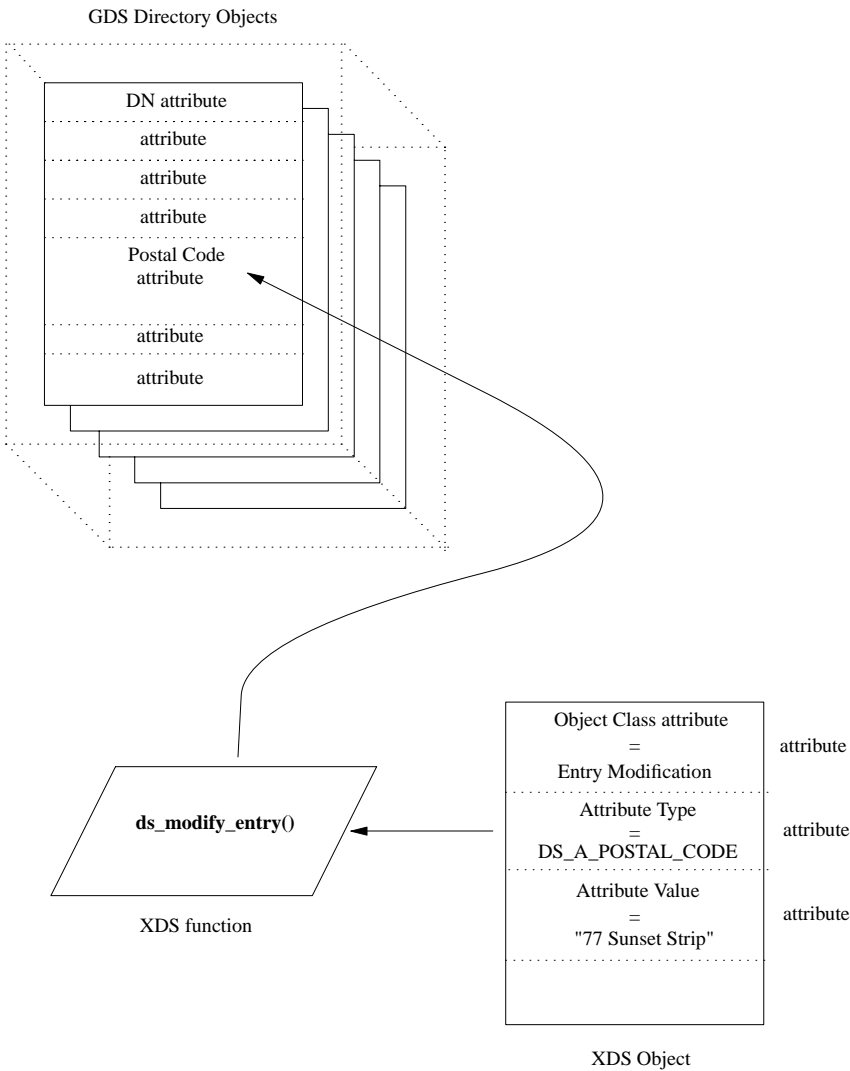 GDS Directory Objects
DN attribute
attribute
attribute
attribute
Postal Code
attribute
attribute
attribute
Object Class attribute
=
Entry Modification
attribute
ds_modify_entry()
Attribute Type
=
DS_A_POSTAL_CODE
attribute
Attribute Value
=
"77 Sunset Strip"
attribute
XDS function
XDS Object